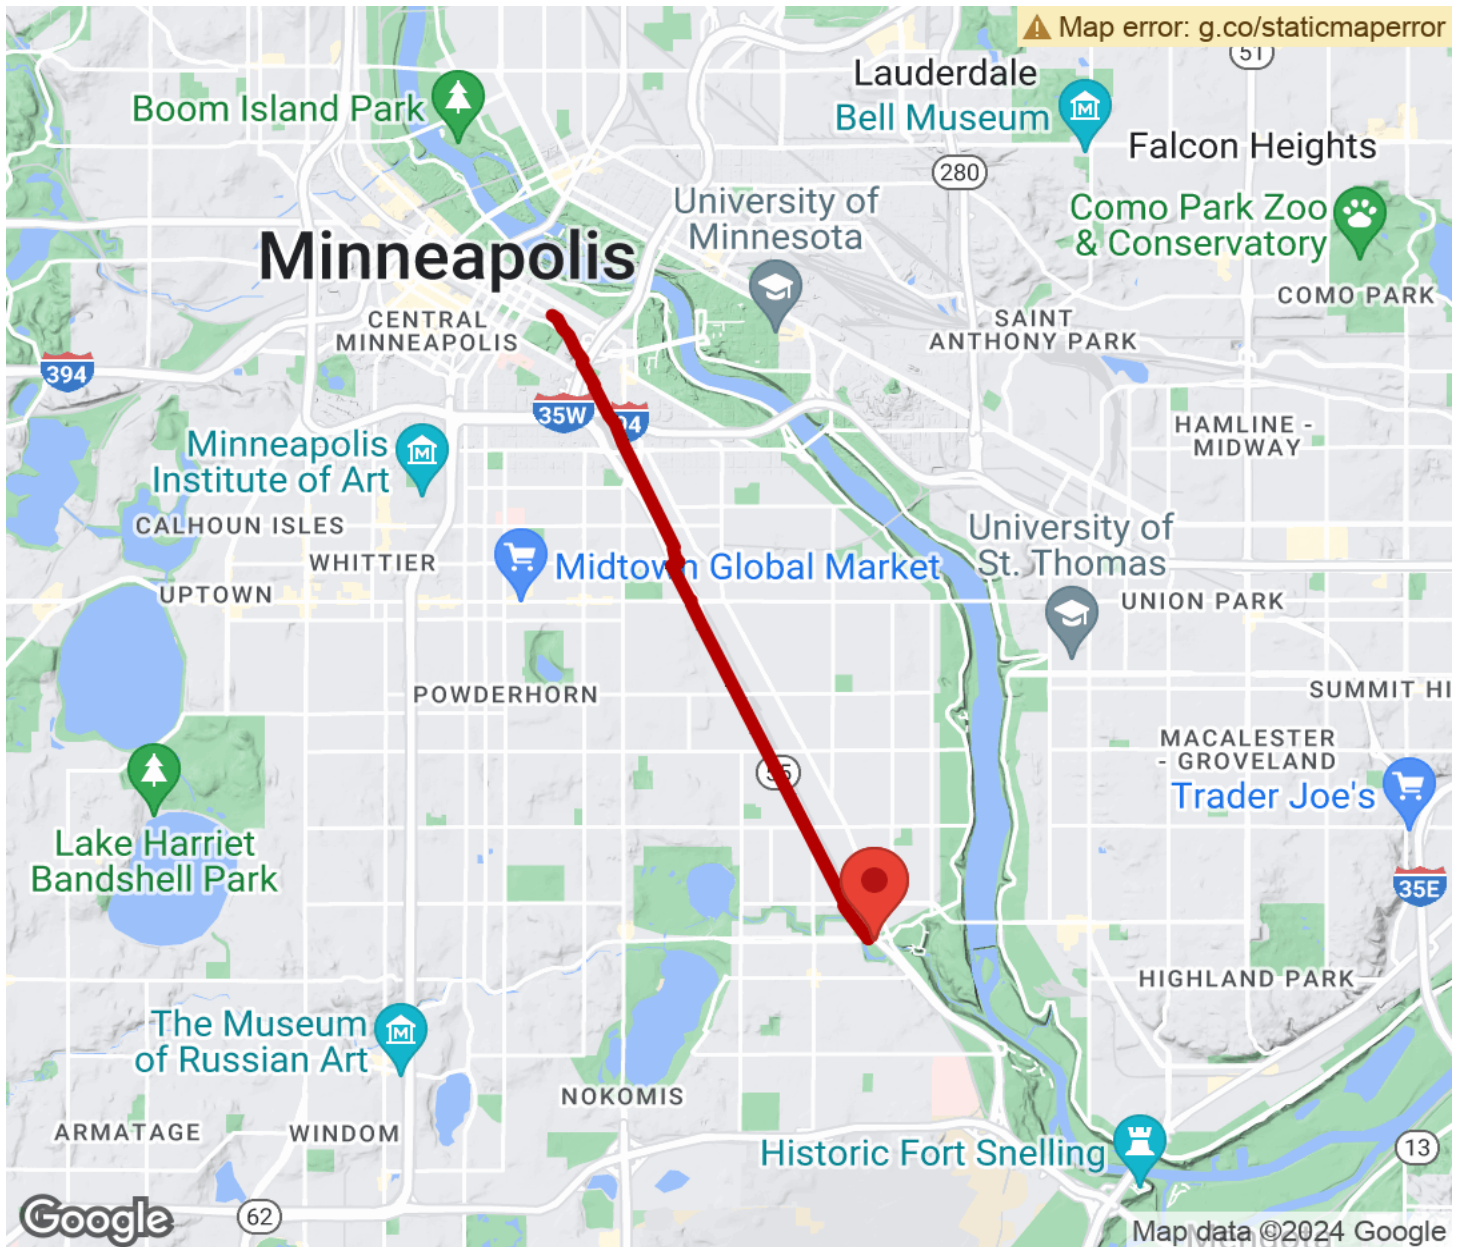 Map error: g.co/staticmaperror
51
Lauderdale
Boom Island Park
Bell Museum
Falcon Heights
280
University of
Minnesota
Como Park Zoo
& Conservatory
Minneapolis
COMO PARK
CENTRAL
MINNEAPOLIS
SAINT
ANTHONY PARK
394
35W
94
HAMLINE -
MIDWAY
Minneapolis
Institute of Art
CALHOUN ISLES
University of
St. Thomas
WHITTIER
Midtown Global Market
UPTOWN
UNION PARK
POWDERHORN
SUMMIT HI
MACALESTER
- GROVELAND
55
Trader Joe's
Lake Harriet
Bandshell Park
35E
HIGHLAND PARK
The Museum
of Russian Art
NOKOMIS
ARMATAGE
WINDOM
Historic Fort Snelling
13
Google
62
Map data ©2024 Google